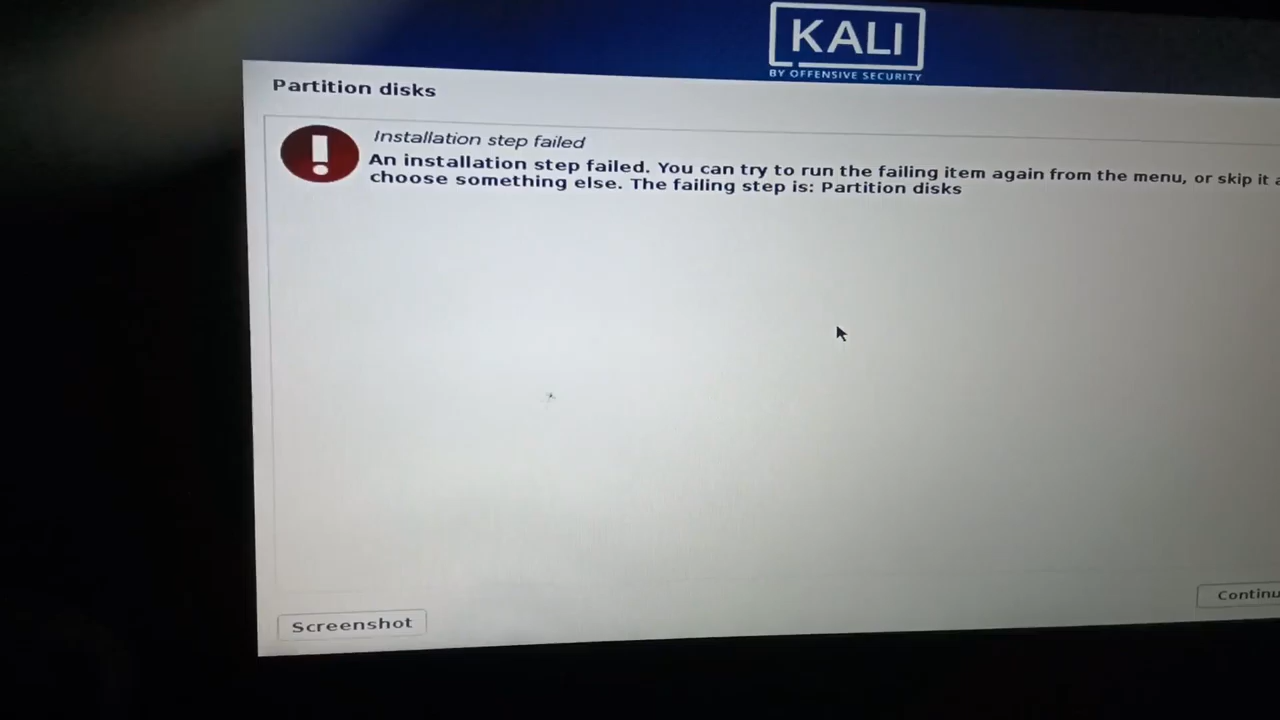 KALI
BY OFFENSIVE SECURITY
Partition disks
Installation step failed
An installation step failed. You can try to run the failing item again from the menu, or skip it
choose something else. The failing step is: Partition disks
Continu
Screenshot